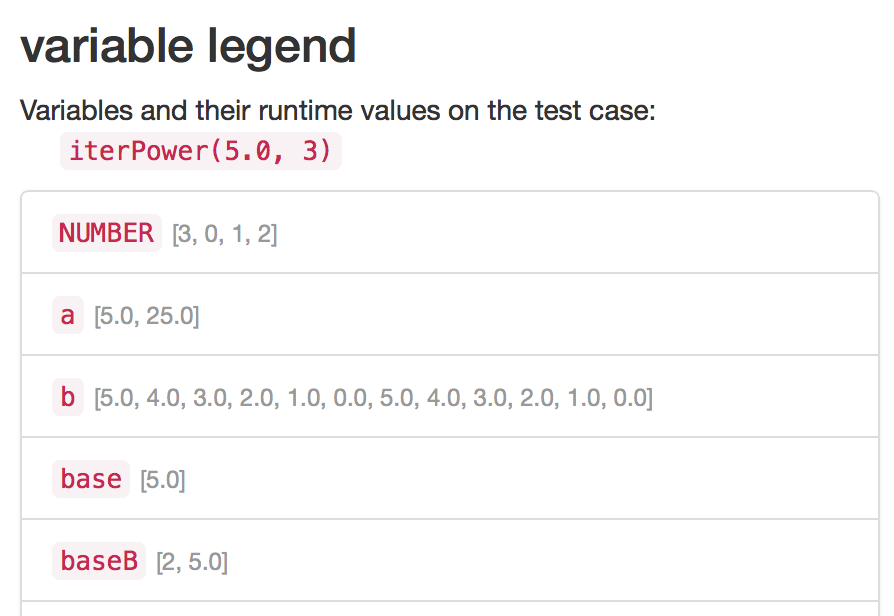 variable legend
Variables and their runtime values on the test case:
iterPower(5.0, 3)
NUMBER [3, 0, 1, 2]
a [5.0, 25.0]
b [5.0, 4.0, 3.0, 2.0, 1.0, 0.0, 5.0, 4.0, 3.0, 2.0, 1.0, 0.0]
base [5.0]
baseB [2, 5.0]